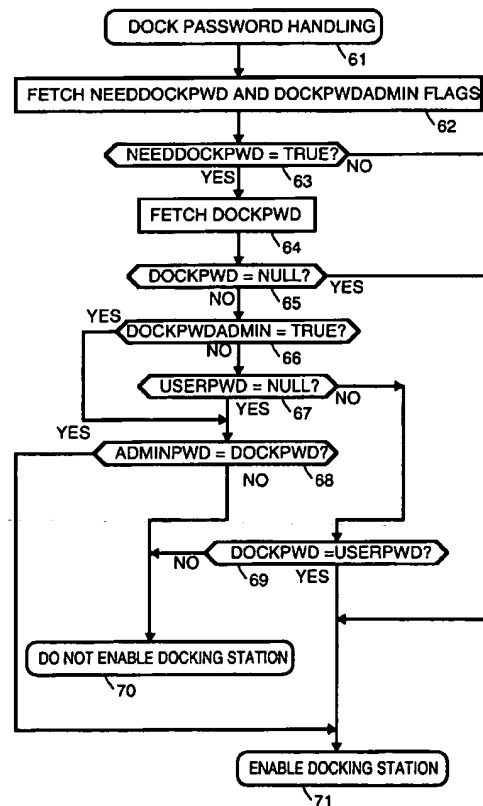 DOCK PASSWORD HANDLING
61
FETCH NEEDDOCKPWD AND DOCKPWDADMIN FLAGS
62
NEEDDOCKPWD = TRUE?
NO
YES
63
FETCH DOCKPWD
64
DOCKPWD = NULL?
YES
NO
65
YES
DOCKPWDADMIN = TRUE?
NO
66
USERPWD = NULL?
NO
YES
67
YES
ADMINPWD = DOCKPWD?
NO
68
DOCKPWD =USERPWD?
NO
YES
69
DO NOT ENABLE DOCKING STATION
70
ENABLE DOCKING STATION
71